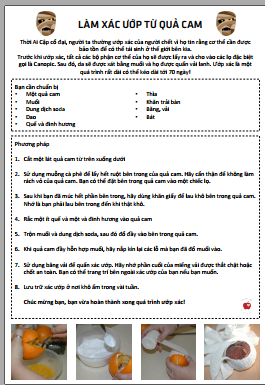 LÀM XÁC ƯỚP TỪ QUẢ CAM
Thời Ai Cập cổ đại, người ta thường ướp xác của người chết vì họ tin rằng cơ thể cần được
bảo tồn để có thể tái sinh ở thế giới bên kia.
Trước khi ướp xác, tất cả các bộ phận cơ thể của họ sẽ được lấy ra và cho vào các lọ đặc biệt
gọi là Canopic. Sau đó, da sẽ được xát bằng muối và họ được quấn vải lanh. Ướp xác là một
quá trình rất dài có thể kéo dài tới 70 ngày!
Bạn cần chuẩn bị
• Một quả cam
• Muối
• Dung dịch soda
• Dao
• Quế và đinh hương
• Thìa
• Khăn trải bàn
• Băng, vải
• Bát
Phương pháp
1. Cắt một lát quả cam từ trên xuống dưới
2. Sử dụng muỗng cà phê để lấy hết ruột bên trong của quả cam. Hãy cẩn thận để không làm
rách vỏ của quả cam. Bạn có thể đặt bên trong quả cam vào một chiếc lọ.
3. Sau khi bạn đã múc hết phần bên trong, hãy dùng khăn giấy để lau khô bên trong quả cam.
Nhớ là bạn phải lau bên trong đến khi thật khô.
4. Rắc một ít quế và một và đinh hương vào quả cam
5. Trộn muối và dung dịch soda, sau đó đổ đầy vào bên trong quả cam.
6. Khi quả cam đầy hỗn hợp muối, hãy nắp kín lại các lỗ mà bạn đã đổ muối vào.
7. Sử dụng băng vải để quấn xác ướp. Hãy nhớ phần cuối của miếng vải được thắt chặt hoặc
chốt an toàn. Bạn có thể trang trí bên ngoài xác ướp của bạn nếu bạn muốn.
8. Lưu trữ xác ướp ở nơi khô ấm trong vài tuần.
Chúc mừng bạn, bạn vừa hoàn thành xong quá trình ướp xác!